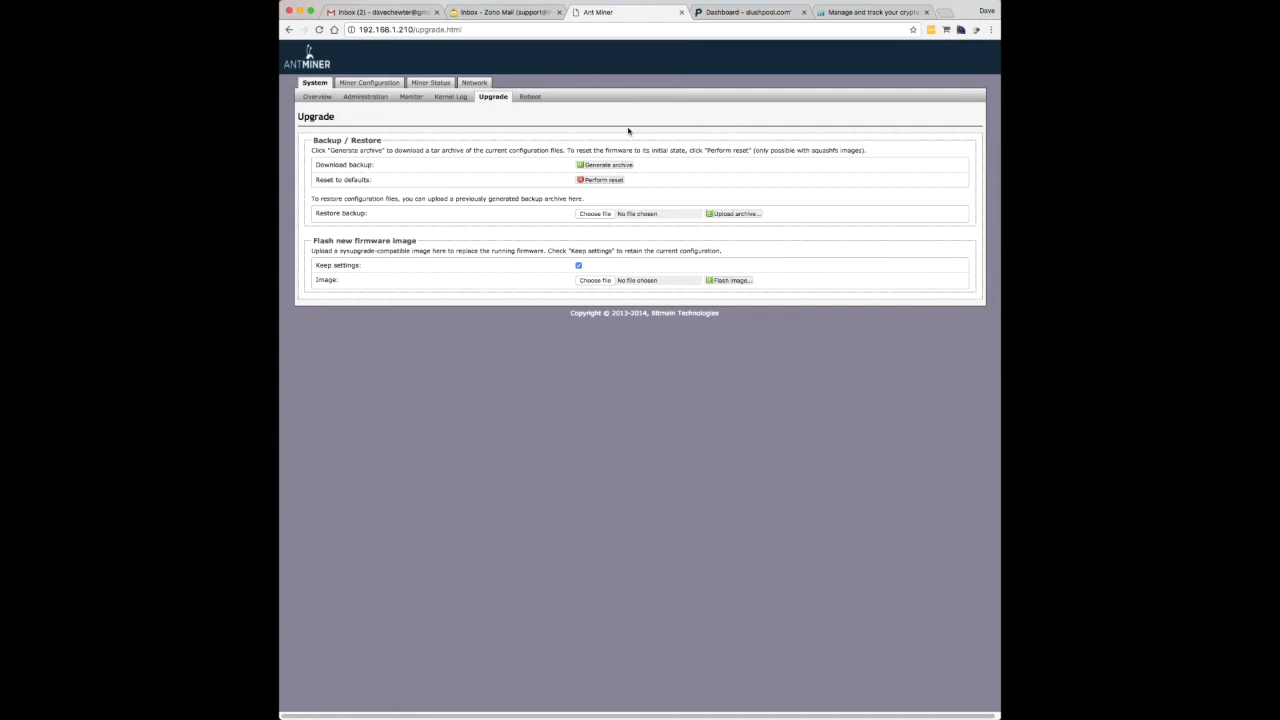 Inbox (2) - davechewter@gm
Inbox - Zoho Mail (support@
Ant Miner
Dashboard – slushpool.com
Manage and track your crypto
Dave
192.168.1.210/upgrade.html
ANTMINER
System
Miner Configuration
Miner Status
Network
Overview
Administration
Monitor
Kernel Log
Upgrade
Reboot
Upgrade
Backup / Restore
Click "Generate archive" to download a tar archive of the current configuration files. To reset the firmware to its initial state, click "Perform reset" (only possible with squashfs images).
Download backup:
Generate archive
Reset to defaults:
Perform reset
To restore configuration files, you can upload a previously generated backup archive here.
Restore backup:
Choose file
No file chosen
Upload archive...
Flash new firmware image
Upload a sysupgrade-compatible image here to replace the running firmware. Check "Keep settings" to retain the current configuration.
Keep settings:
Image:
Choose file
No file chosen
Flash image...
Copyright © 2013-2014, Bitmain Technologies